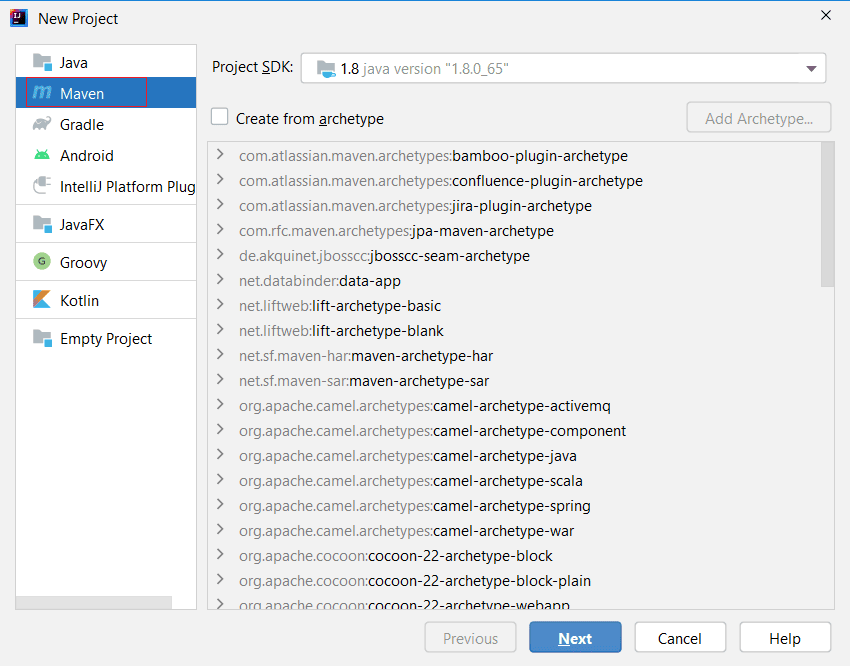 New Project
Java
Maven
Gradle
Android
IntelliJ Platform Plug
JavaFX
Groovy
Kotlin
Empty Project
Project SDK: 1.8 java version "1.8.0_65"
Create from archetype
Add Archetype...
com.atlassian.maven.archetypes:bamboo-plugin-archetype
com.atlassian.maven.archetypes:confluence-plugin-archetype
com.atlassian.maven.archetypes:jira-plugin-archetype
com.rfc.maven.archetypes:jpa-maven-archetype
de.akquinet.jbosscc:jbosscc-seam-archetype
net.databinder:data-app
net.liftweb:lift-archetype-basic
net.liftweb:lift-archetype-blank
net.sf.maven-har:maven-archetype-har
net.sf.maven-sar:maven-archetype-sar
org.apache.camel.archetypes:camel-archetype-activemq
org.apache.camel.archetypes:camel-archetype-component
org.apache.camel.archetypes:camel-archetype-java
org.apache.camel.archetypes:camel-archetype-scala
org.apache.camel.archetypes:camel-archetype-spring
org.apache.camel.archetypes:camel-archetype-war
org.apache.cocoon:cocoon-22-archetype-block
org.apache.cocoon:cocoon-22-archetype-block-plain
org.apache.cocoon:cocoon-22-archetype-webapp
Previous
Next
Cancel
Help